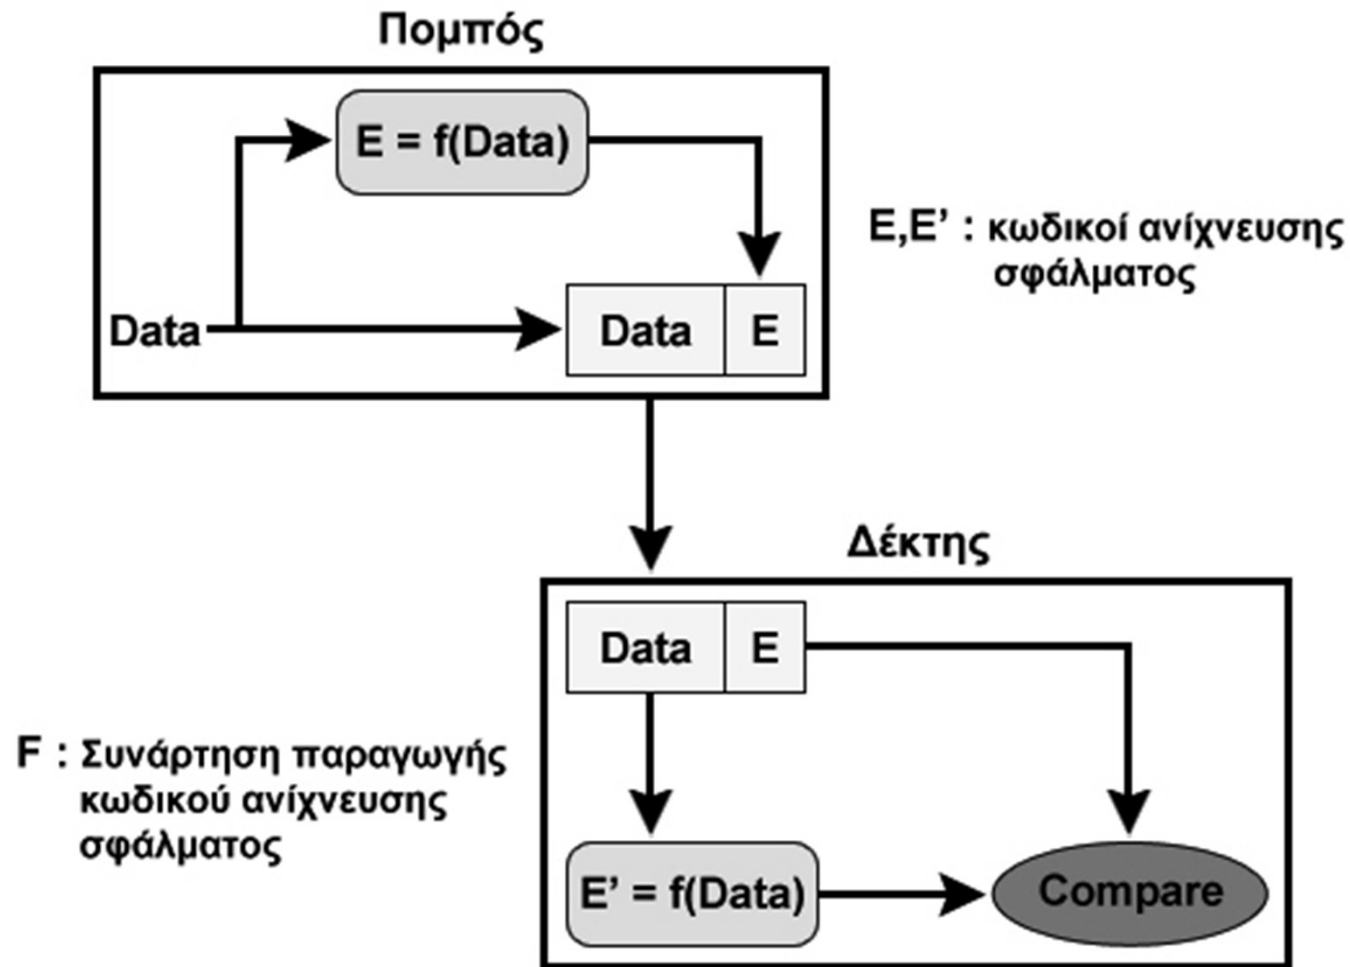 Πομπός
E = f(Data)
E,E’ : κωδικοί ανίχνευσης
σφάλματος
Data
Data E
Δέκτης
Data E
F : Συνάρτηση παραγωγής
κωδικού ανίχνευσης
σφάλματος
E’ = f(Data)
Compare